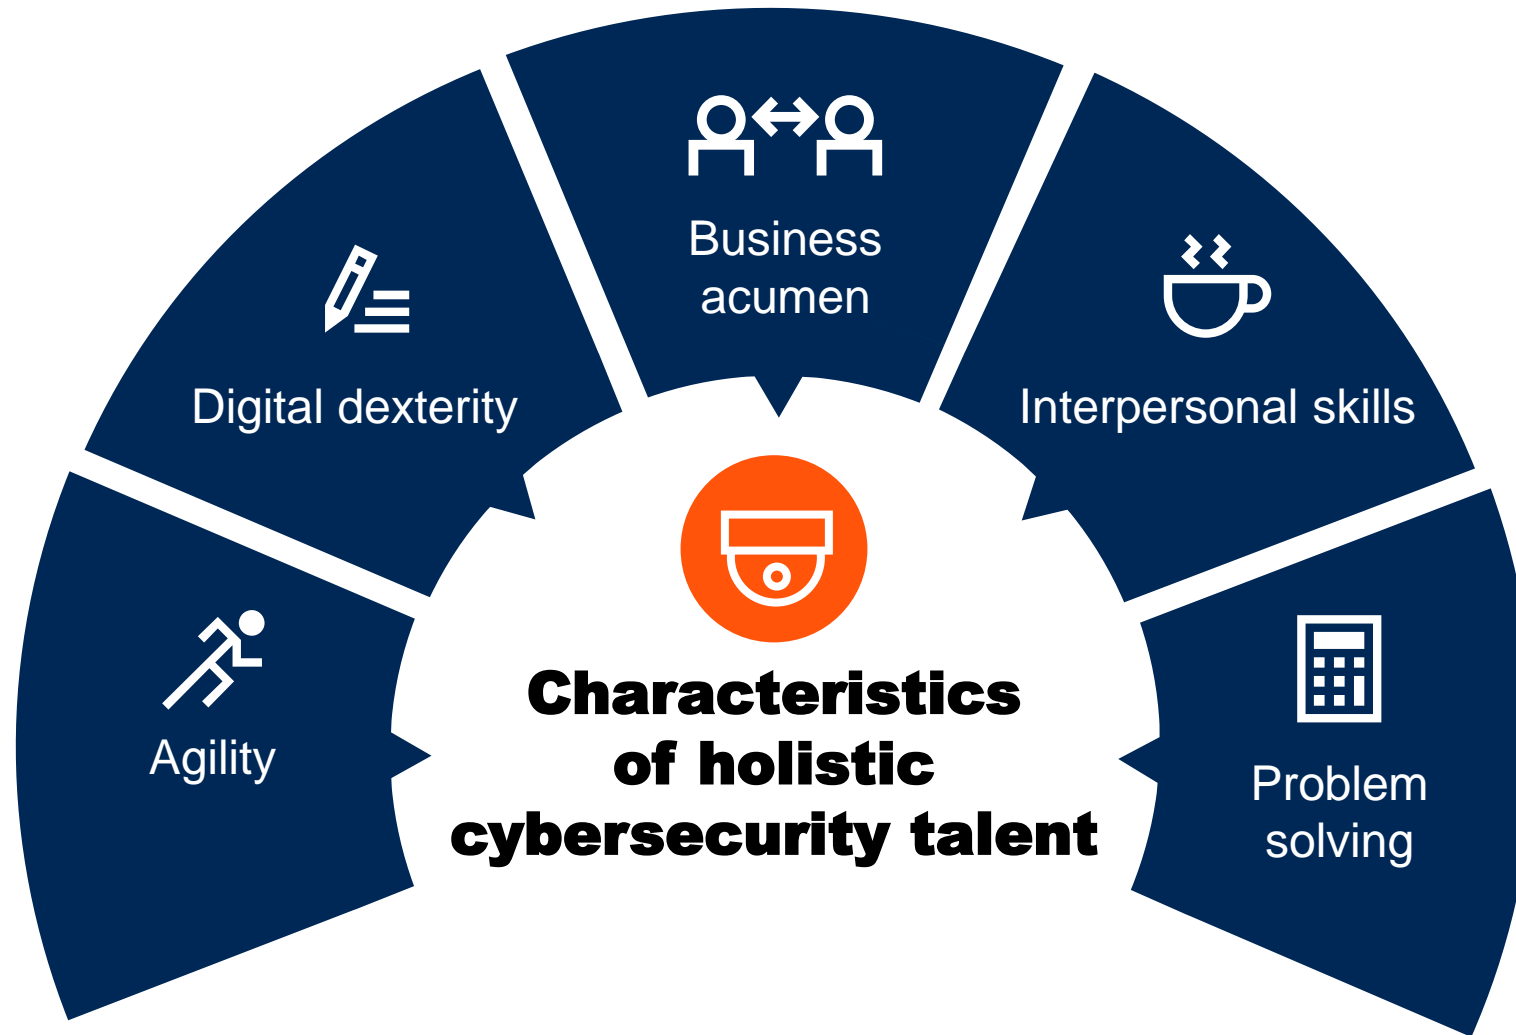 Agility
Digital dexterity
Business
acumen
Interpersonal skills
Problem
solving
Characteristics
of holistic
cybersecurity talent